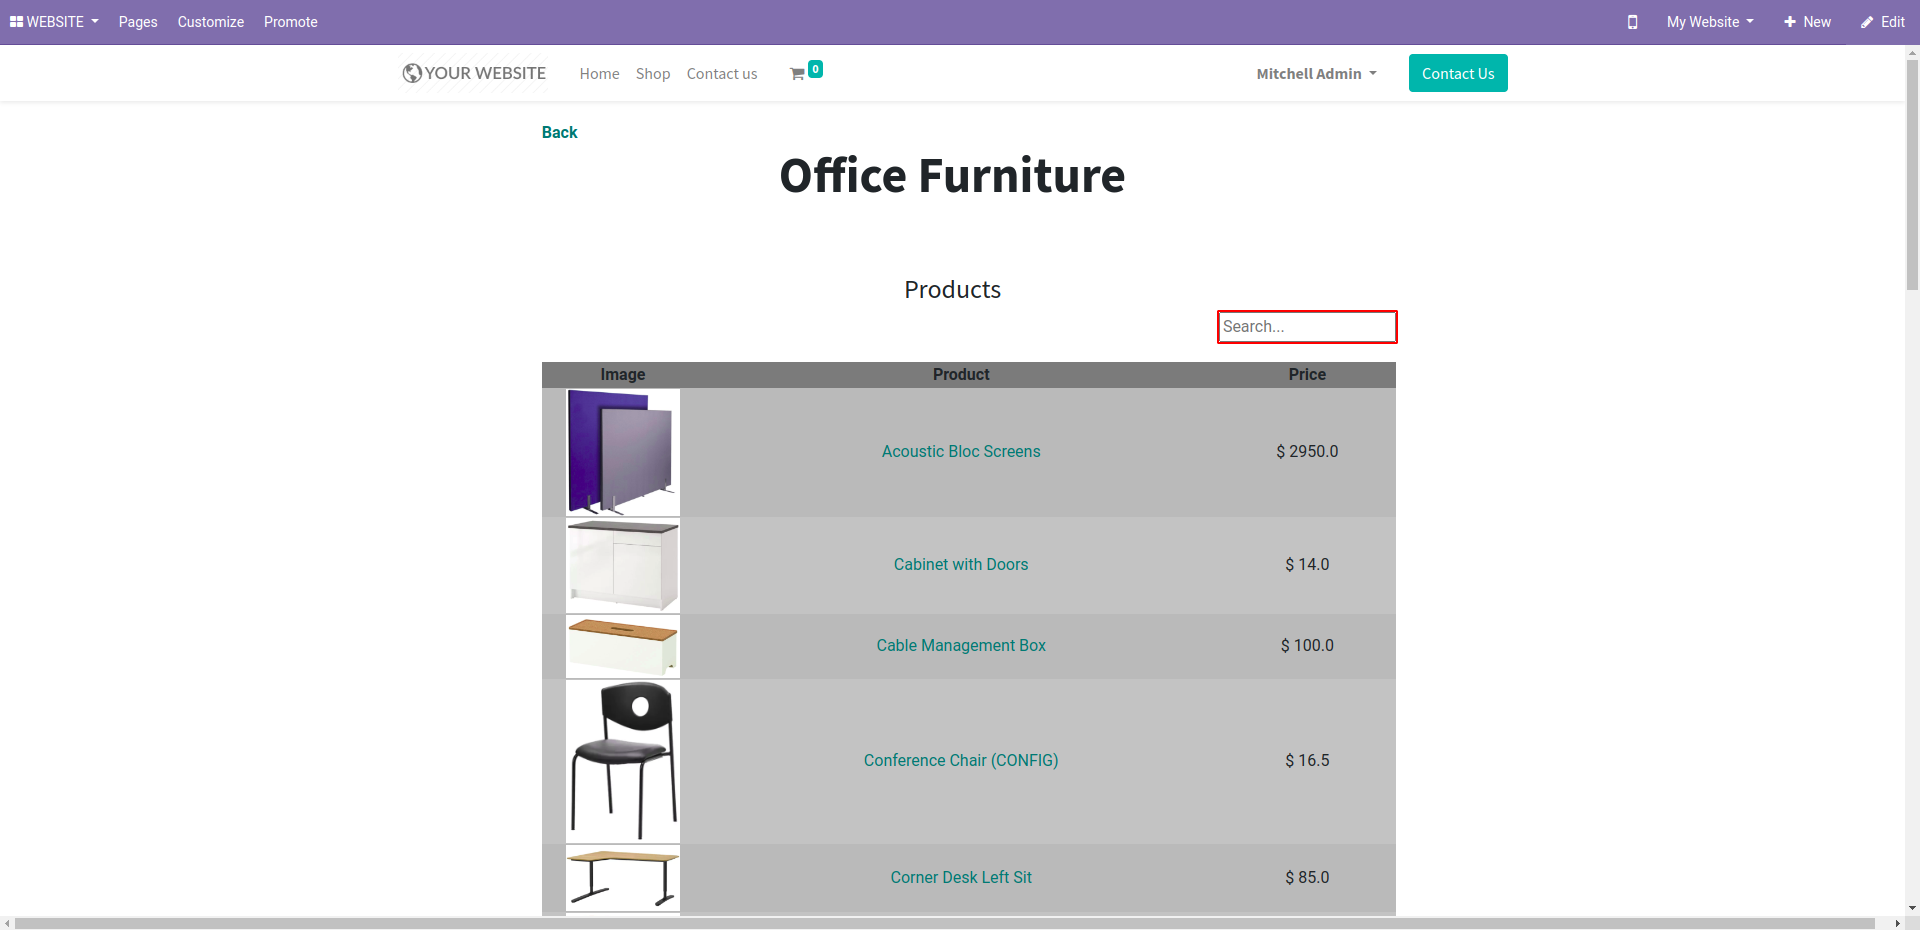 WEBSITE Pages Customize Promote My Website New Edit
YOUR WEBSITE Home Shop Contact us 0 Mitchell Admin Contact Us
Back
Office Furniture
Products
Search...
Image Product Price
Acoustic Bloc Screens $ 2950.0
Cabinet with Doors $ 14.0
Cable Management Box $ 100.0
Conference Chair (CONFIG) $ 16.5
Corner Desk Left Sit $ 85.0